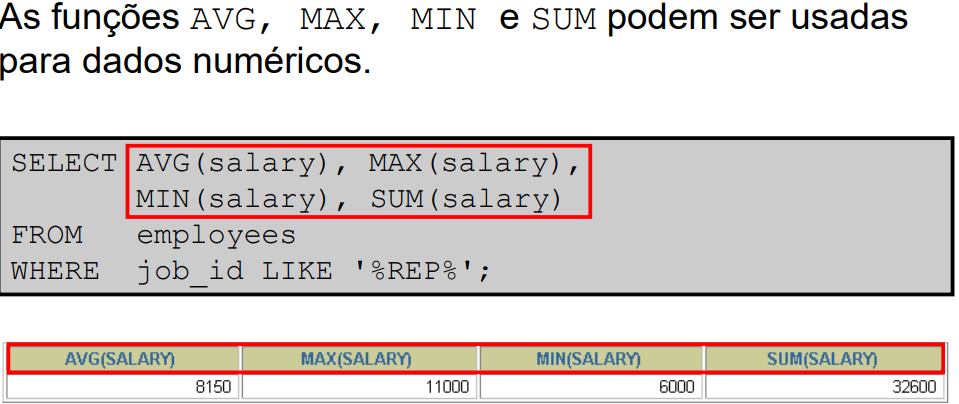 As funções AVG, MAX, MIN e SUM podem ser usadas
para dados numéricos.
SELECT AVG(salary), MAX(salary),
MIN(salary), SUM(salary)
FROM employees
WHERE job_id LIKE '%REP%';
AVG(SALARY) MAX(SALARY) MIN(SALARY) SUM(SALARY)
8150 11000 6000 32600